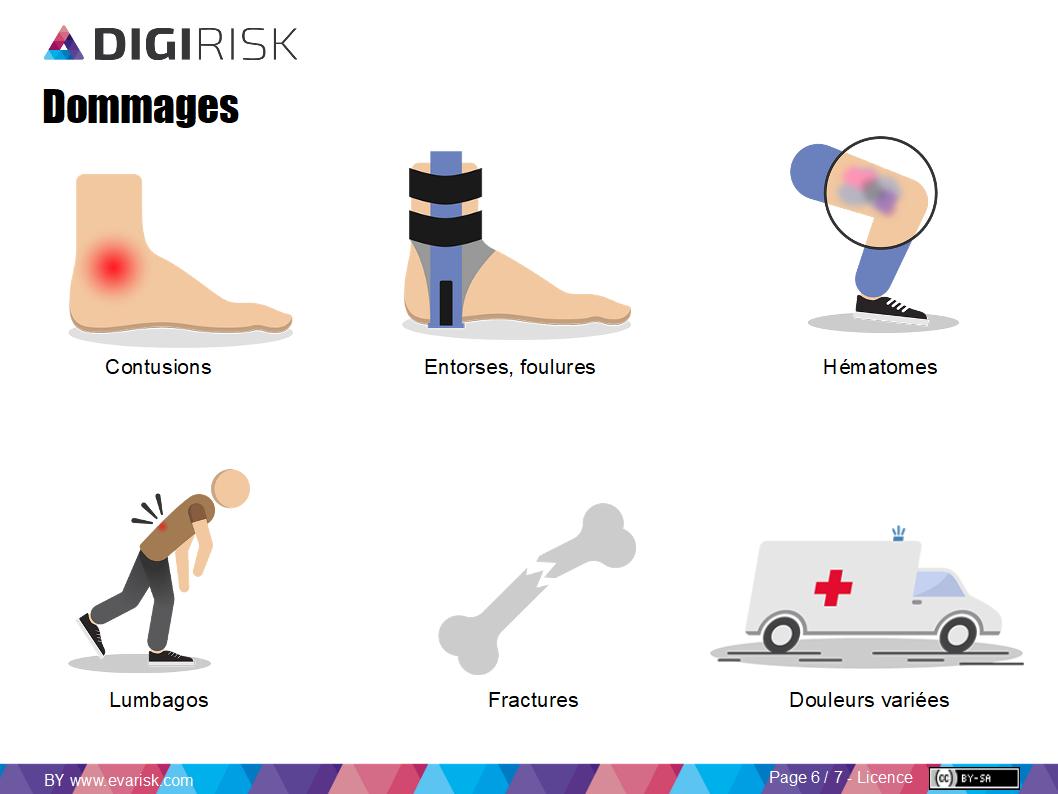 DIGIRISK
Dommages
Contusions
Entorses, foulures
Hématomes
Lumbagos
Fractures
Douleurs variées
BY www.evarisk.com
Page 6 / 7 - Licence
cc BY-SA